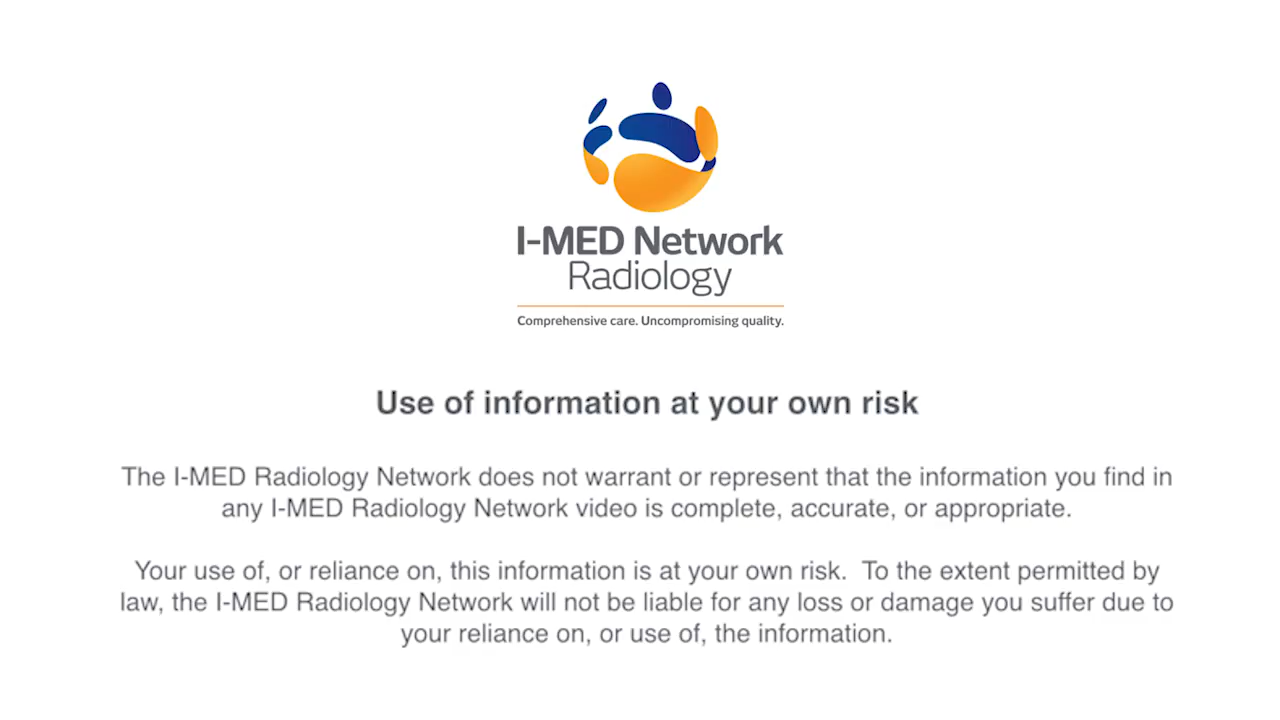 I-MED Network
Radiology
Comprehensive care. Uncompromising quality.
Use of information at your own risk
The I-MED Radiology Network does not warrant or represent that the information you find in
any I-MED Radiology Network video is complete, accurate, or appropriate.
Your use of, or reliance on, this information is at your own risk.  To the extent permitted by
law, the I-MED Radiology Network will not be liable for any loss or damage you suffer due to
your reliance on, or use of, the information.